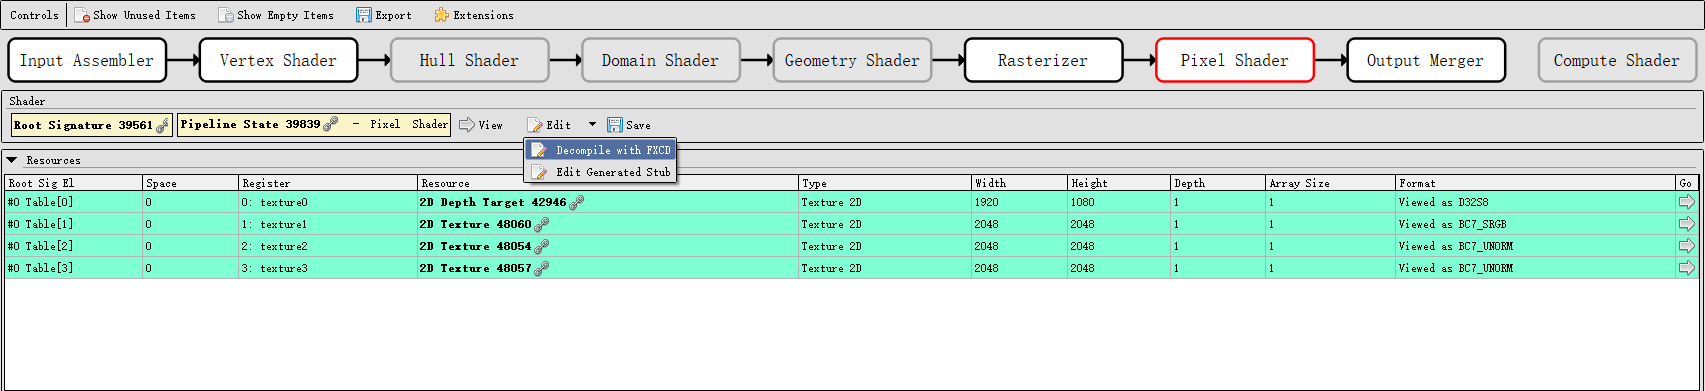 Controls Show Unused Items Show Empty Items Export Extensions
Input Assembler Vertex Shader Hull Shader Domain Shader Geometry Shader Rasterizer Pixel Shader Output Merger Compute Shader
Shader
Root Signature 39561 Pipeline State 39839 - Pixel Shader View Edit Save
Decompile with FXCD
Edit Generated Stub
Resources
Root Sig El Space Register Resource Type Width Height Depth Array Size Format Go
#0 Table[0] 0 0: texture0 2D Depth Target 42946 Texture 2D 1920 1080 1 1 Viewed as D32S8
#0 Table[1] 0 1: texture1 2D Texture 48060 Texture 2D 2048 2048 1 1 Viewed as BC7_SRGB
#0 Table[2] 0 2: texture2 2D Texture 48054 Texture 2D 2048 2048 1 1 Viewed as BC7_UNORM
#0 Table[3] 0 3: texture3 2D Texture 48057 Texture 2D 2048 2048 1 1 Viewed as BC7_UNORM